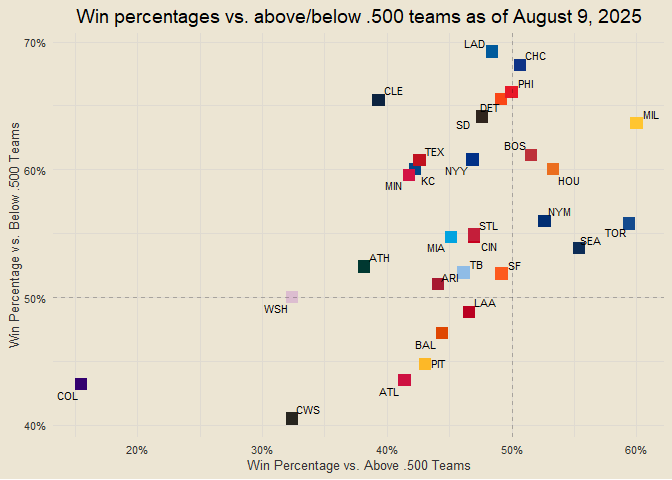 Win percentages vs. above/below .500 teams as of August 9, 2025
Win Percentage vs. Below .500 Teams
70%
60%
50%
40%
LAD
CHC
PHI
CLE
DET
SD
MIL
BOS
TEX
NYY
HOU
MIN
KC
NYM
TOR
STL
SEA
MIA
CIN
ATH
TB
SF
ARI
WSH
LAA
BAL
PIT
ATL
COL
CWS
20%
30%
40%
50%
60%
Win Percentage vs. Above .500 Teams